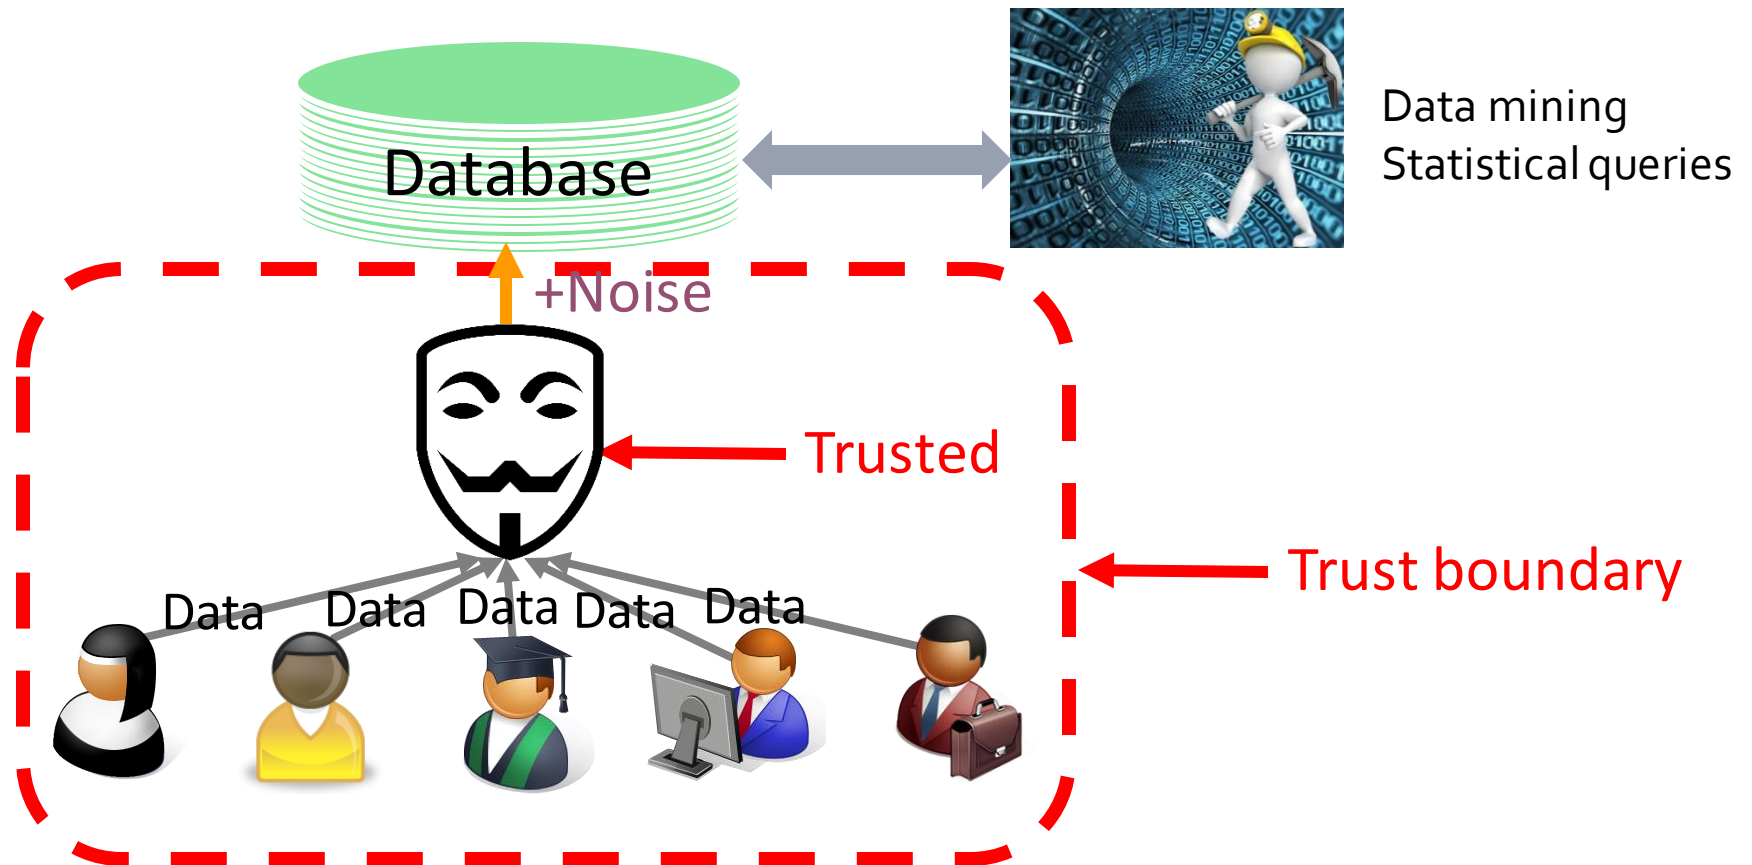 Database
Data mining
Statistical queries
+Noise
Trusted
Trust boundary
Data
Data
Data
Data
Data